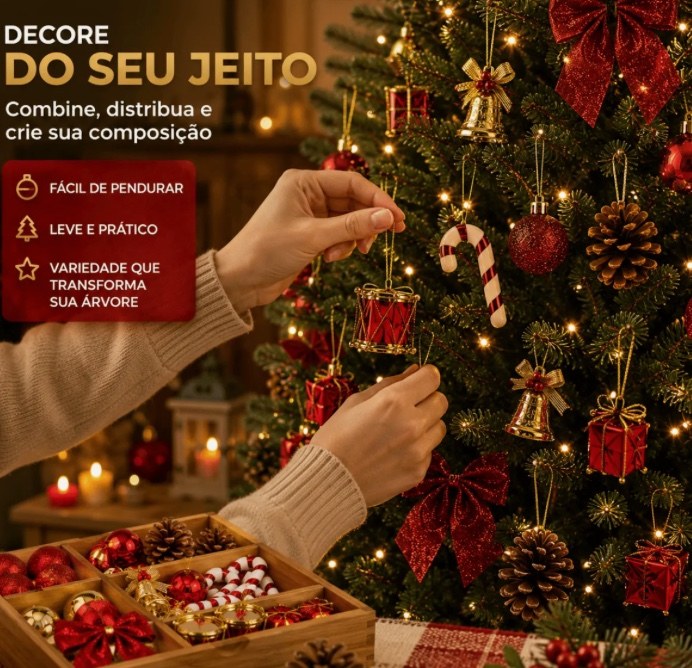 DECORE
DO SEU JEITO
Combine, distribua e
crie sua composição
FÁCIL DE PENDURAR
LEVE E PRÁTICO
VARIEDADE QUE
TRANSFORMA
SUA ÁRVORE